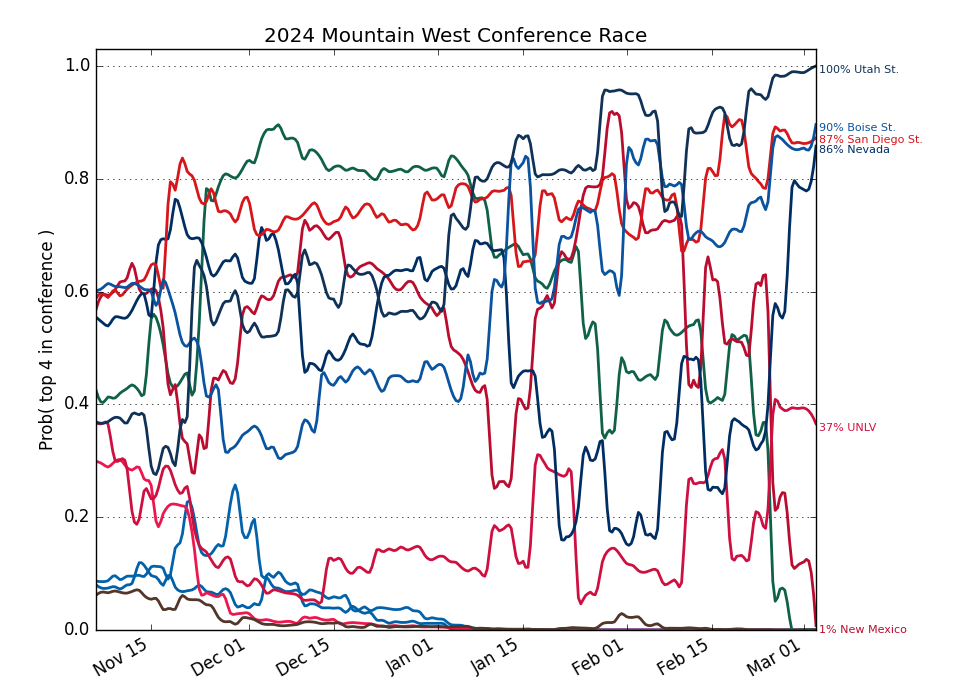 2024 Mountain West Conference Race
Prob( top 4 in conference )
1.0
0.8
0.6
0.4
0.2
0.0
Nov 15
Dec 01
Dec 15
Jan 01
Jan 15
Feb 01
Feb 15
Mar 01
100% Utah St.
90% Boise St.
87% San Diego St.
86% Nevada
37% UNLV
1% New Mexico